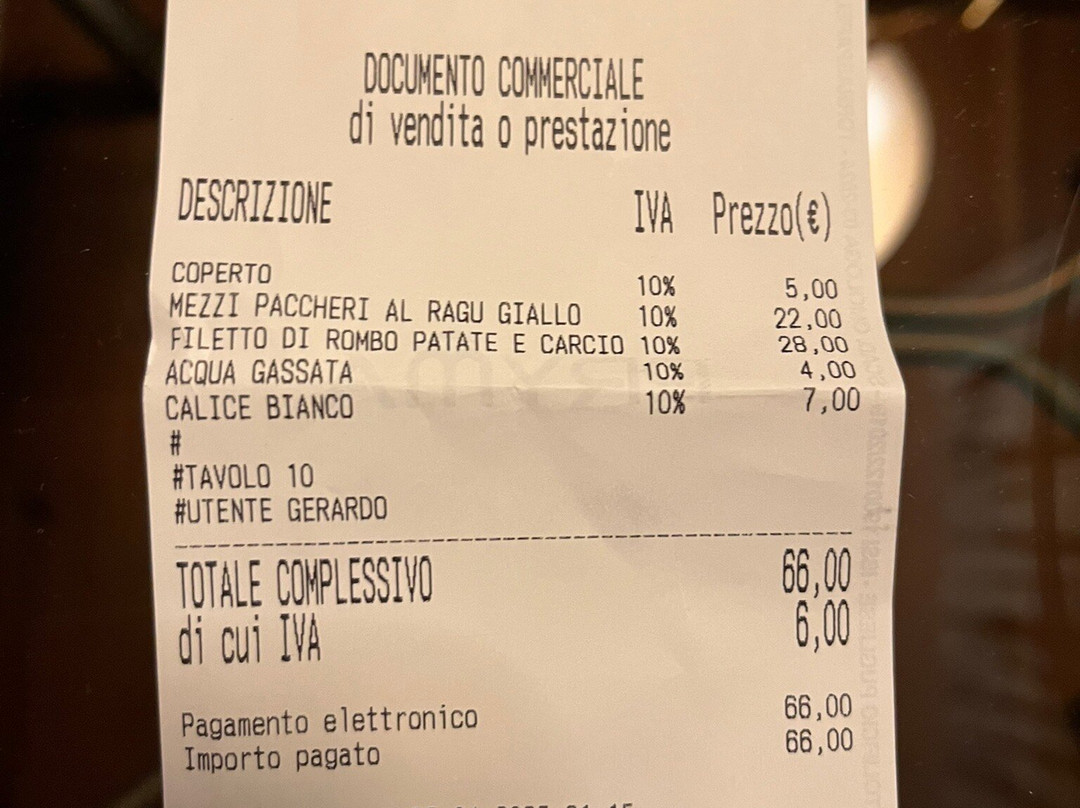 DOCUMENTO COMMERCIALE
di vendita o prestazione
DESCRIZIONE IVA Prezzo(€)
COPERTO 10% 5,00
MEZZI PACCHERI AL RAGU GIALLO 10% 22,00
FILETTO DI ROMBO PATATE E CARCIO 10% 28,00
ACQUA GASSATA 10% 4,00
CALICE BIANCO 10% 7,00
#
#TAVOLO 10
#UTENTE GERARDO
TOTALE COMPLESSIVO 66,00
di cui IVA 6,00
Pagamento elettronico 66,00
Importo pagato 66,00